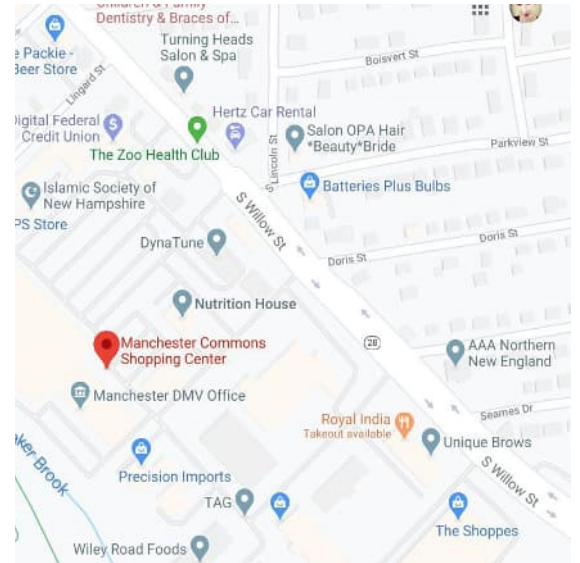 Children & Family
Dentistry & Braces of...
e Packie -
Beer Store
Turning Heads
Salon & Spa
Boisvert St
Lingard St
Digital Federal
Credit Union
Hertz Car Rental
The Zoo Health Club
S Lincoln St
Salon OPA Hair
*Beauty*Bride
Parkview St
Islamic Society of
New Hampshire
PS Store
Batteries Plus Bulbs
S Willow St
DynaTune
Doris St
Doris St
Nutrition House
28
Manchester Commons
Shopping Center
AAA Northern
New England
Manchester DMV Office
Royal India
Takeout available
Seames Dr
Unique Brows
aker Brook
Precision Imports
S Willow St
TAG
The Shoppes
Wiley Road Foods